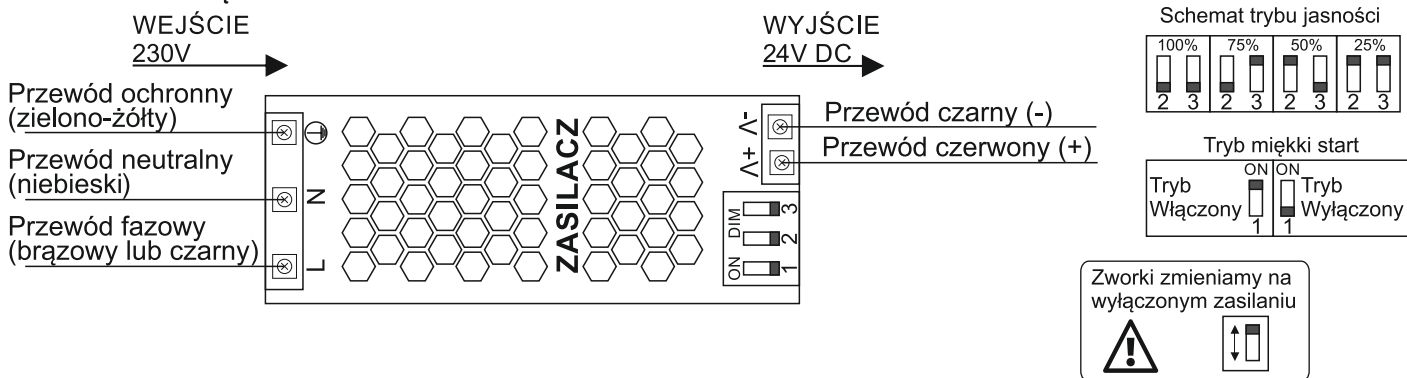 WEJŚCIE
230V
Przewód ochronny
(zielono-żółty)
Przewód neutralny
(niebieski)
Przewód fazowy
(brązowy lub czarny)
N
L
ZASILACZ
WYJŚCIE
24V DC
V-
V+
Przewód czarny (-)
Przewód czerwony (+)
DIM
ON
3
2
1
Schemat trybu jasności
100% 75% 50% 25%
2 3 2 3 2 3 2 3
Tryb miękki start
ON ON
Tryb Włączony
1
Tryb Wyłączony
1
Zworki zmieniamy na
wyłączonym zasilaniu